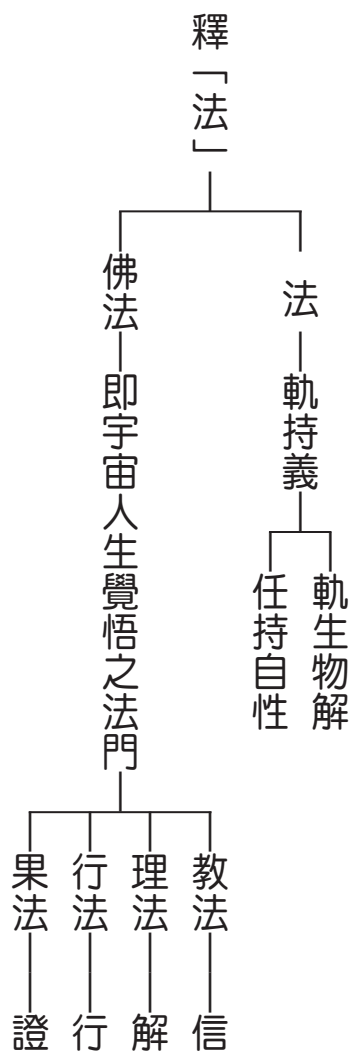 釋「法」
法
軌持義
軌生物解
任持自性
佛法
即宇宙人生覺悟之法門
教法
信
理法
解
行法
行
果法
證